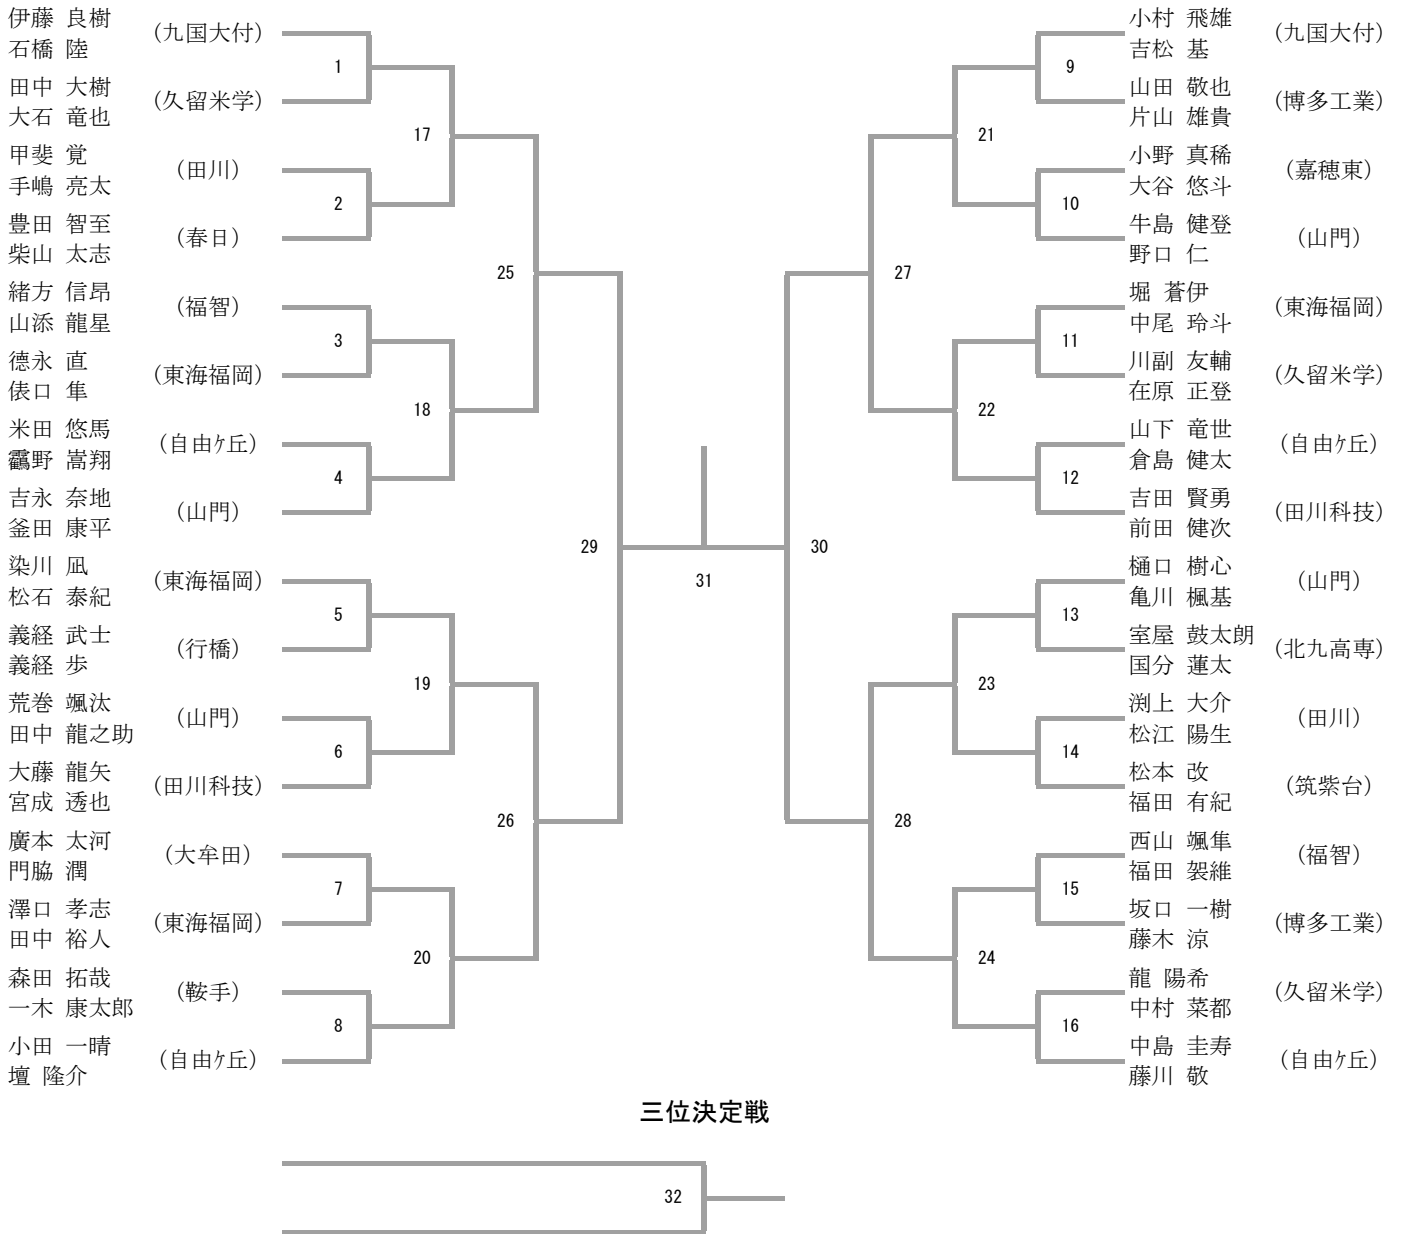 伊藤 良樹
石橋 陸
（九国大付）
1
田中 大樹
大石 竜也
（久留米学）
17
甲斐 覚
手嶋 亮太
（田川）
2
豊田 智至
柴山 太志
（春日）
25
緒方 信昂
山添 龍星
（福智）
3
德永 直
俵口 隼
（東海福岡）
18
米田 悠馬
靏野 嵩翔
（自由ヶ丘）
4
吉永 奈地
釜田 康平
（山門）
29
染川 凪
松石 泰紀
（東海福岡）
5
義経 武士
義経 歩
（行橋）
19
荒巻 颯汰
田中 龍之助
（山門）
6
大藤 龍矢
宮成 透也
（田川科技）
26
廣本 太河
門脇 潤
（大牟田）
7
澤口 孝志
田中 裕人
（東海福岡）
20
森田 拓哉
一木 康太郎
（鞍手）
8
小田 一晴
壇 隆介
（自由ヶ丘）
31
小村 飛雄
吉松 基
（九国大付）
9
山田 敬也
片山 雄貴
（博多工業）
21
小野 真稀
大谷 悠斗
（嘉穂東）
10
牛島 健登
野口 仁
（山門）
27
堀 蒼伊
中尾 玲斗
（東海福岡）
11
川副 友輔
在原 正登
（久留米学）
22
山下 竜世
倉島 健太
（自由ヶ丘）
12
吉田 賢勇
前田 健次
（田川科技）
30
樋口 樹心
亀川 楓基
（山門）
13
室屋 鼓太朗
国分 蓮太
（北九高専）
23
渕上 大介
松江 陽生
（田川）
14
松本 改
福田 有紀
（筑紫台）
28
西山 颯隼
福田 袈維
（福智）
15
坂口 一樹
藤木 涼
（博多工業）
24
龍 陽希
中村 菜都
（久留米学）
16
中島 圭寿
藤川 敬
（自由ヶ丘）
三位決定戦
32